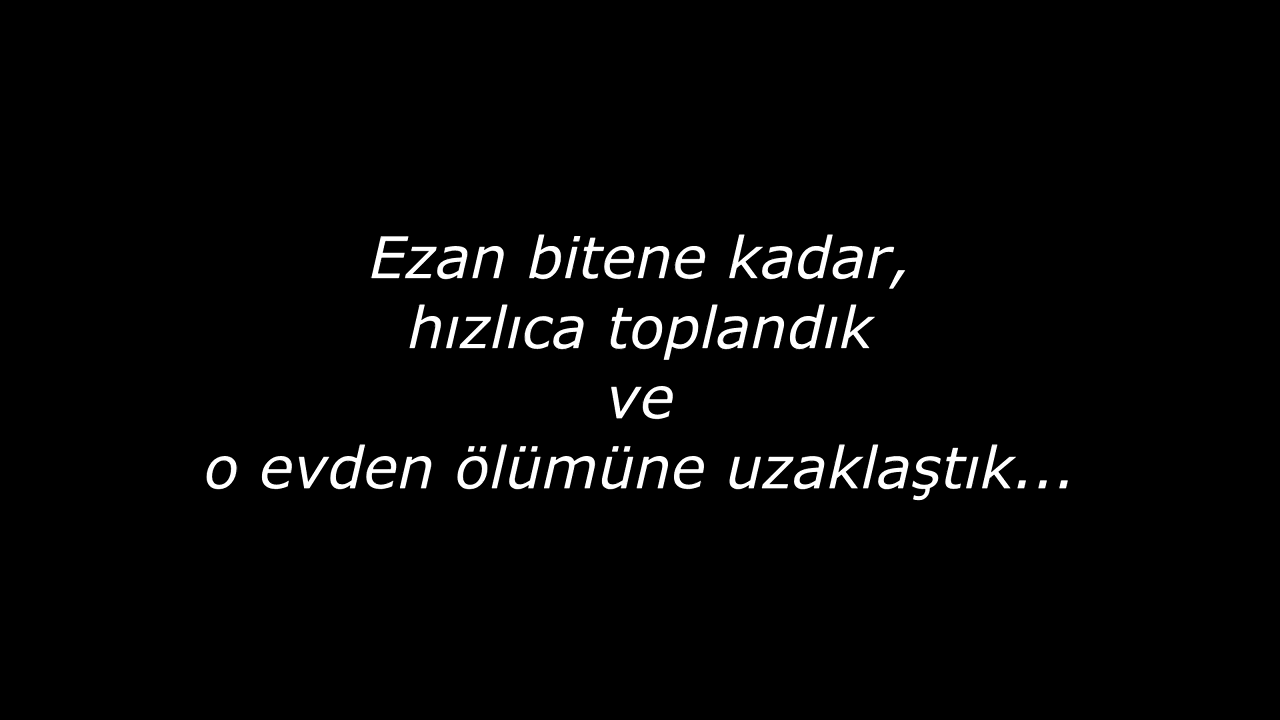 Ezan bitene kadar,
hızlıca toplandık
ve
o evden ölümüne uzaklaştık...